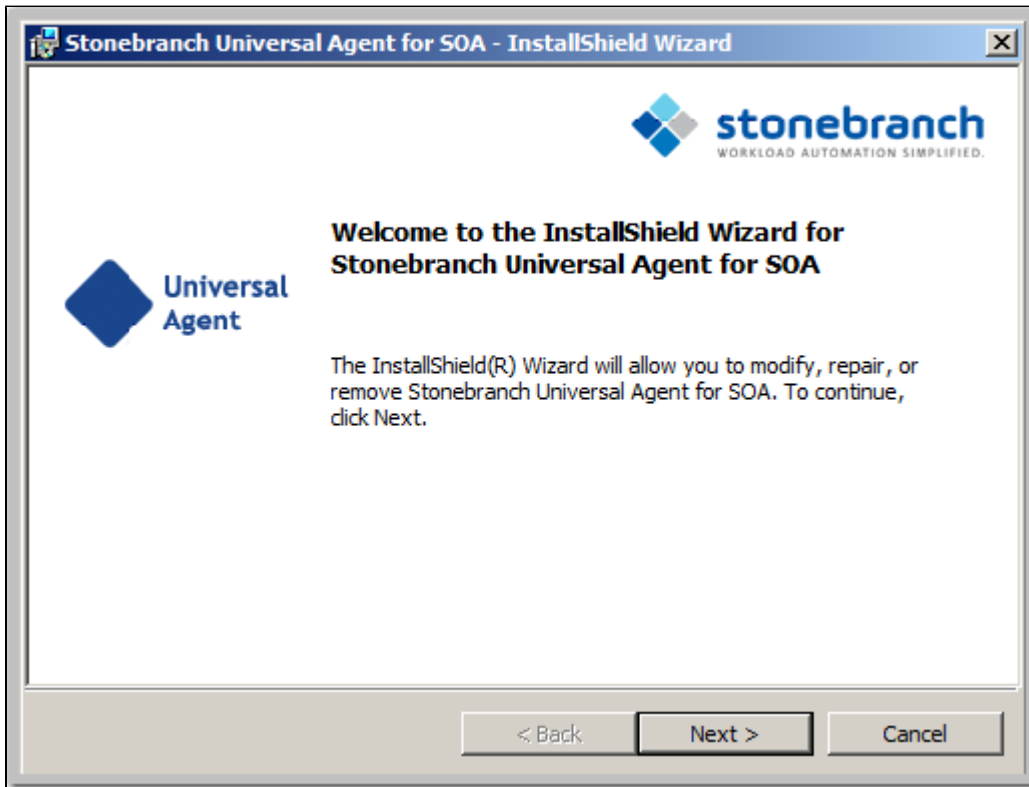 Stonebranch Universal Agent for SOA - InstallShield Wizard
stonebranch
WORKLOAD AUTOMATION SIMPLIFIED.
Welcome to the InstallShield Wizard for
Stonebranch Universal Agent for SOA
Universal
Agent
The InstallShield(R) Wizard will allow you to modify, repair, or
remove Stonebranch Universal Agent for SOA. To continue,
click Next.
< Back
Next >
Cancel